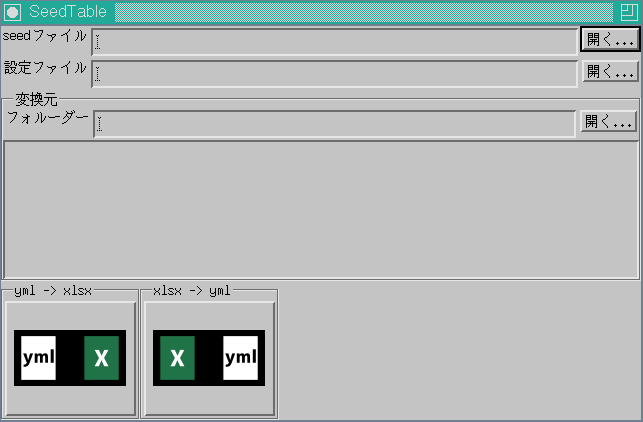 SeedTable
seedファイル
開く...
設定ファイル
開く...
変換元
フォルーダー
開く...
yml -> xlsx
xlsx -> yml
yml X
X yml